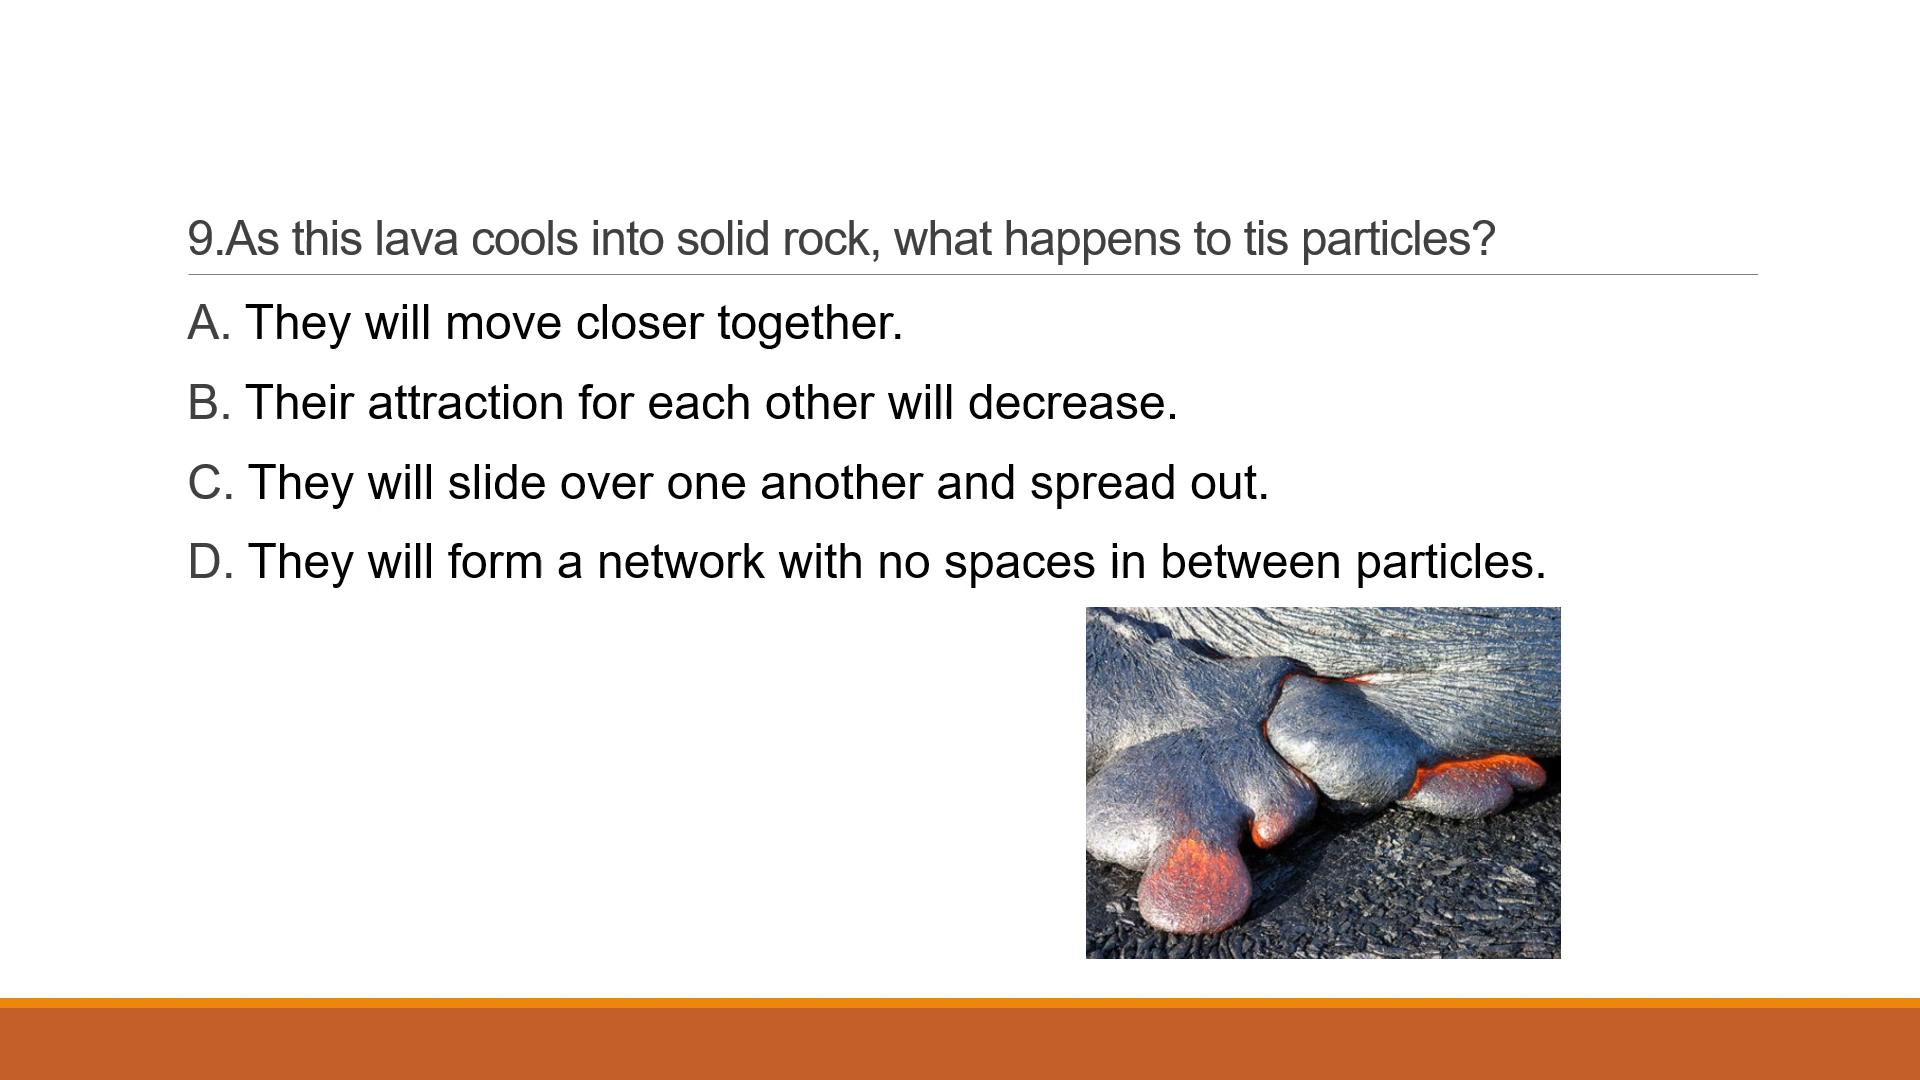 9.As this lava cools into solid rock, what happens to tis particles?
A. They will move closer together.
B. Their attraction for each other will decrease.
C. They will slide over one another and spread out.
D. They will form a network with no spaces in between particles.